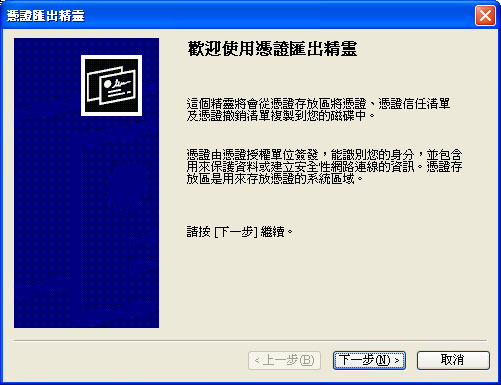 憑證匯出精靈
歡迎使用憑證匯出精靈
這個精靈將會從憑證存放區將憑證、憑證信任清單
及憑證撤銷清單複製到您的磁碟中。
憑證由憑證授權單位簽發，能識別您的身分，並包含
用來保護資料或建立安全性網路連線的資訊。憑證存
放區是用來存放憑證的系統區域。
請按 [下一步] 繼續。
< 上一步(B)
下一步(N) >
取消